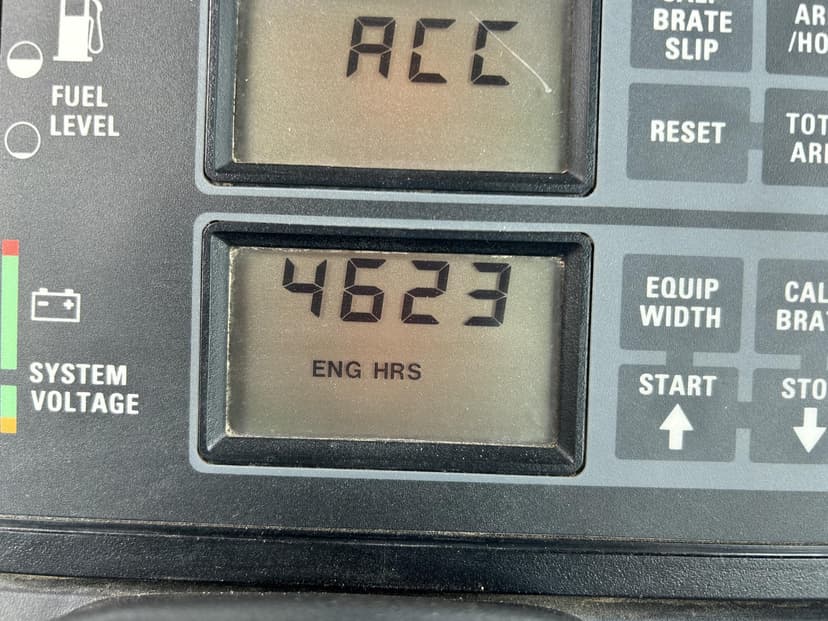 ACC
BRATE
SLIP
FUEL
LEVEL
RESET
4623
ENG HRS
EQUIP
WIDTH
SYSTEM
VOLTAGE
START